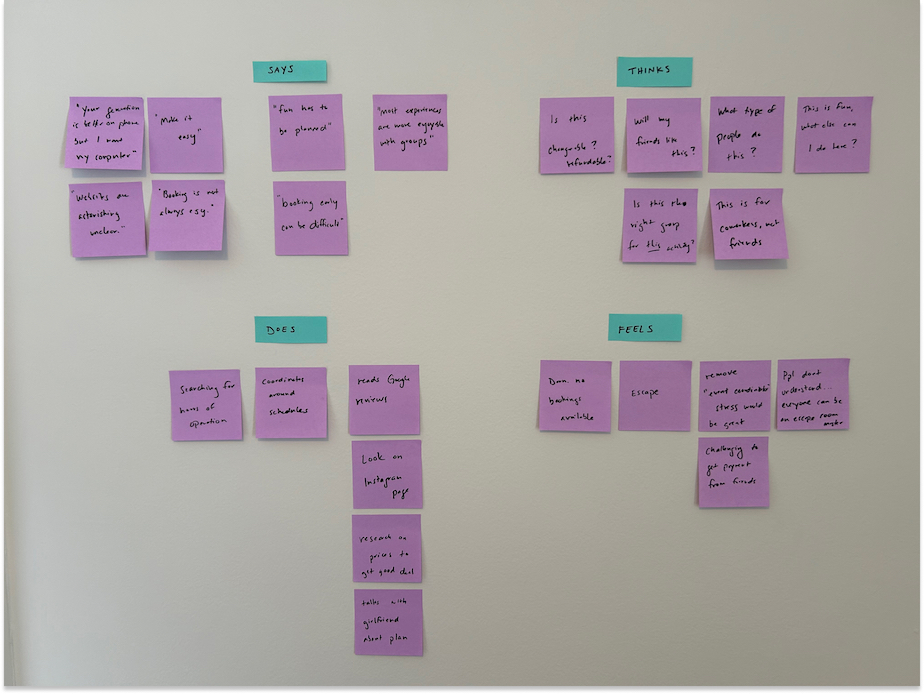 SAYS
"Your generation
is better on phone
but I need
my computer"
"Make it
easy"
"fun has to
be planned"
"most experiences
are more enjoyable
with groups"
"Websites are
astonishing
unclear."
"Booking is not
always easy."
"booking early
can be difficult"
THINKS
Is this
changeable?
refundable?
Will my
friends like
this?
What type of
people do
this?
This is fun,
what else can
I do here?
Is this the
right group
for this activity?
This is for
coworkers, not
friends
DOES
Searching for
hours of
operation
coordinates
around
schedules
reads Google
reviews
Look on
Instagram
page
research on
prices to
get good deal
talks with
girlfriend
about plan
FEELS
Damn. no
bookings
available
Escape
remove
"event coordinator"
stress would
be great
Ppl dont
understand...
everyone can be
an escape room
master
challenging to
get payment
from friends